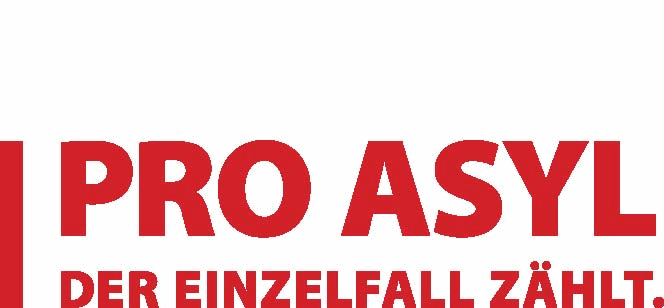 PRO ASYL
DER EINZELFALL ZÄHLT.